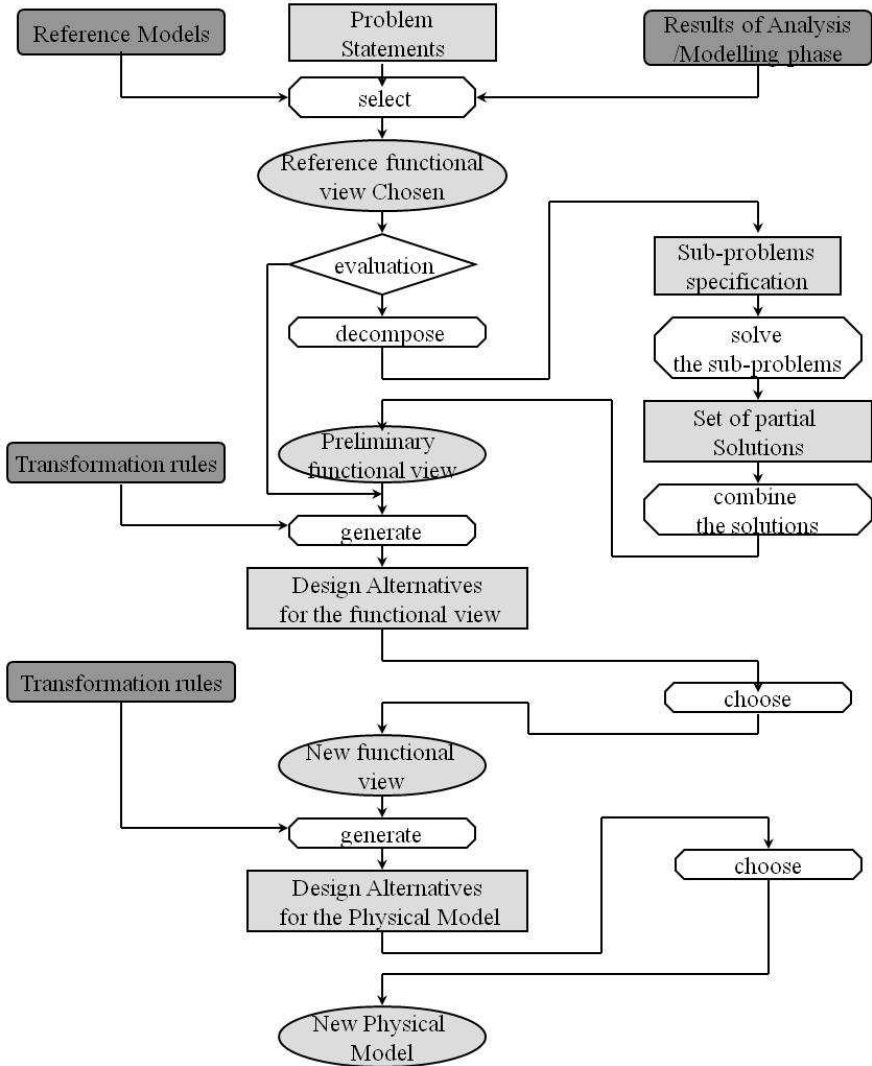 Reference Models
Problem
Statements
Results of Analysis
/Modelling phase
select
Reference functional
view Chosen
evaluation
decompose
Sub-problems
specification
solve
the sub-problems
Set of partial
Solutions
combine
the solutions
Preliminary
functional view
Transformation rules
generate
Design Alternatives
for the functional view
Transformation rules
choose
New functional
view
generate
choose
Design Alternatives
for the Physical Model
New Physical
Model